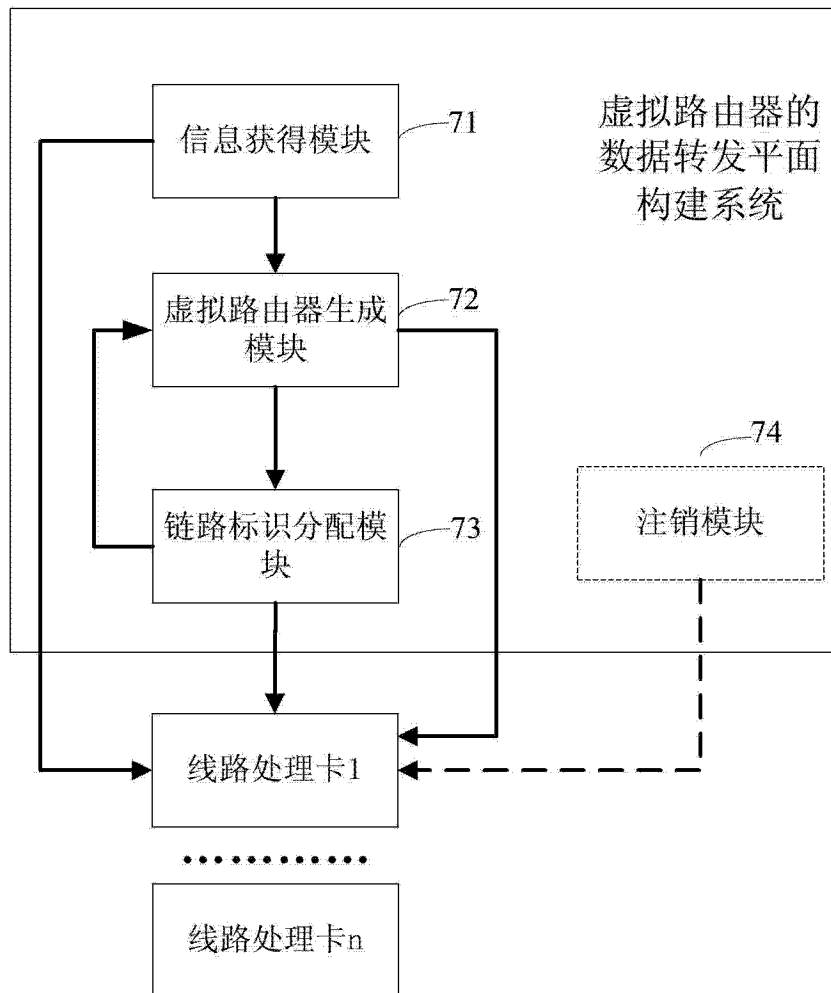 信息获得模块
71
虚拟路由器的
数据转发平面
构建系统
虚拟路由器生成
模块
72
链路标识分配模
块
73
74
注销模块
线路处理卡1
线路处理卡n